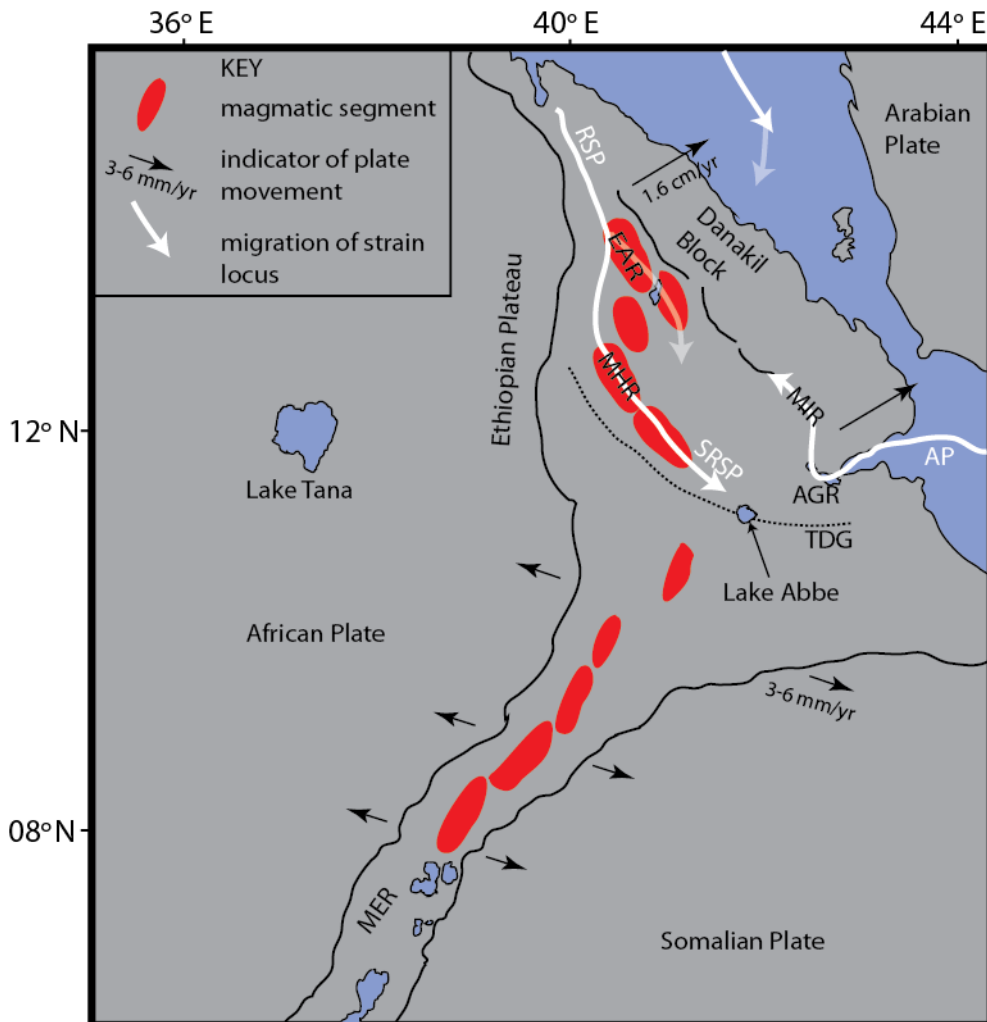 36° E
40° E
44° E
KEY
magmatic segment
3-6 mm/yr
indicator of plate
movement
migration of strain
locus
Arabian
Plate
RSP
1.6 cm/yr
Danakil
Block
EAR
Ethiopian Plateau
MHR
MIR
12° N
SRSP
AP
Lake Tana
AGR
TDG
Lake Abbe
African Plate
3-6 mm/yr
08°N
MER
Somalian Plate